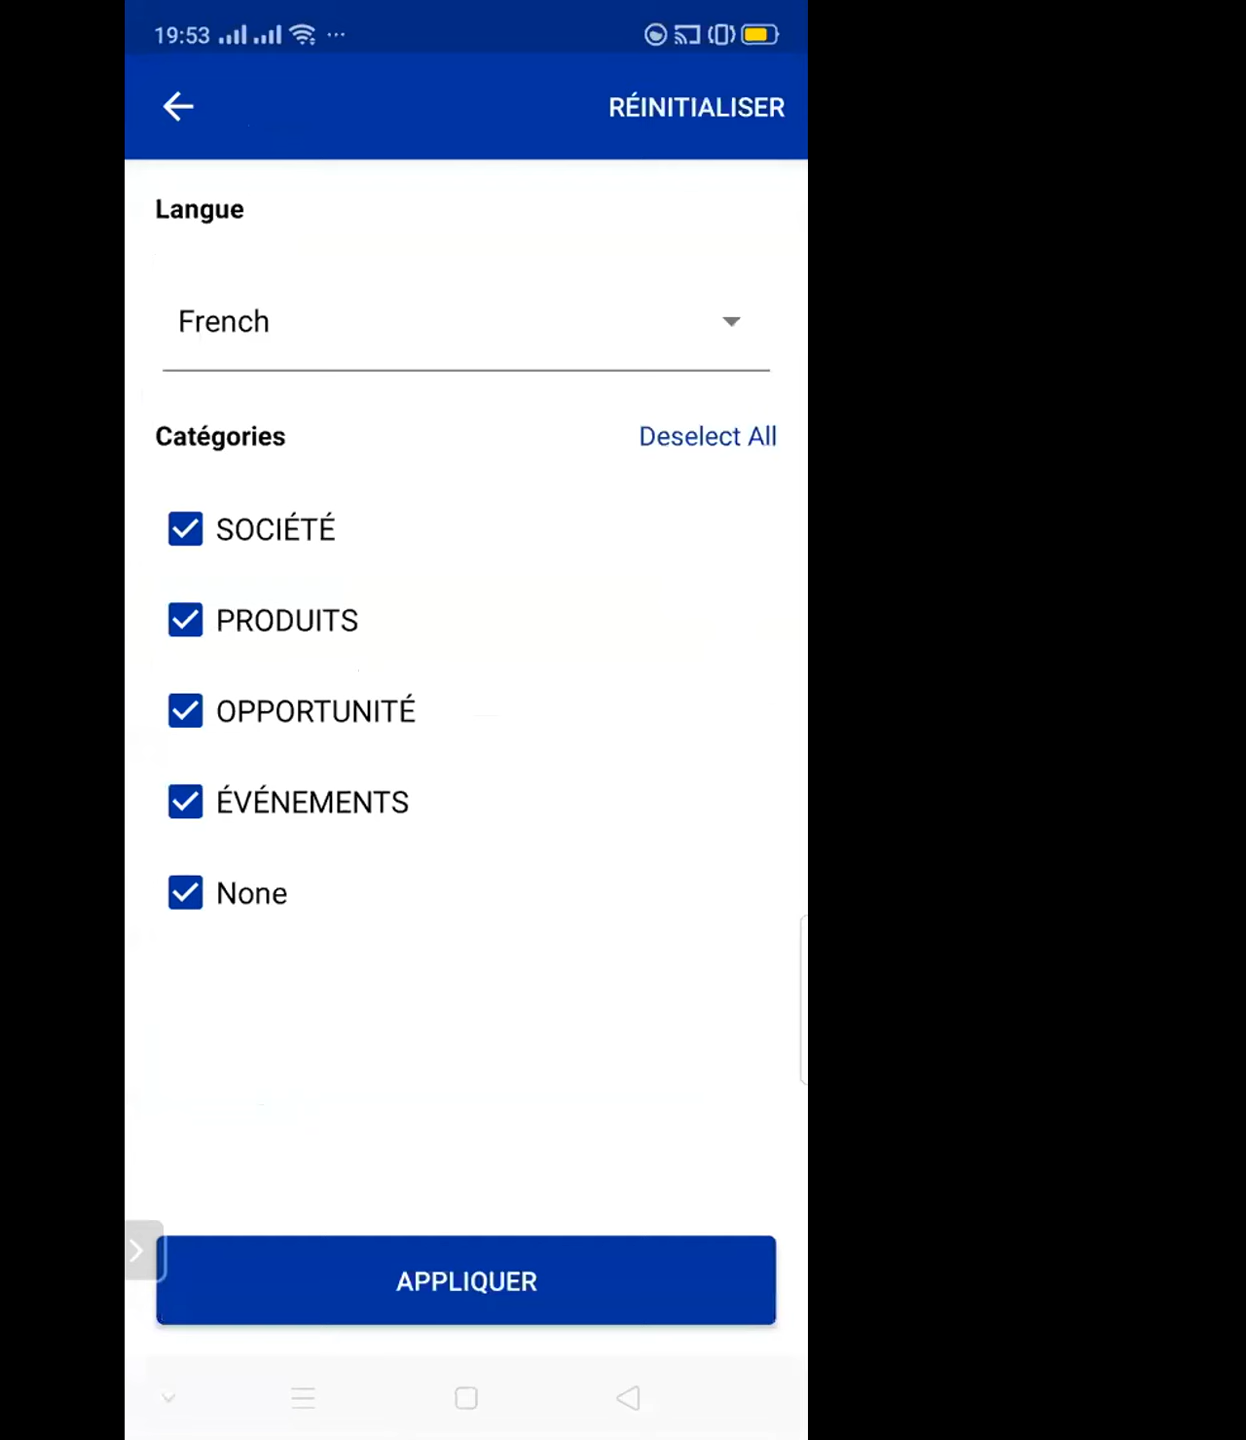 19:53
RÉINITIALISER
Langue
French
Catégories
Deselect All
SOCIÉTÉ
PRODUITS
OPPORTUNITÉ
ÉVÉNEMENTS
None
APPLIQUER